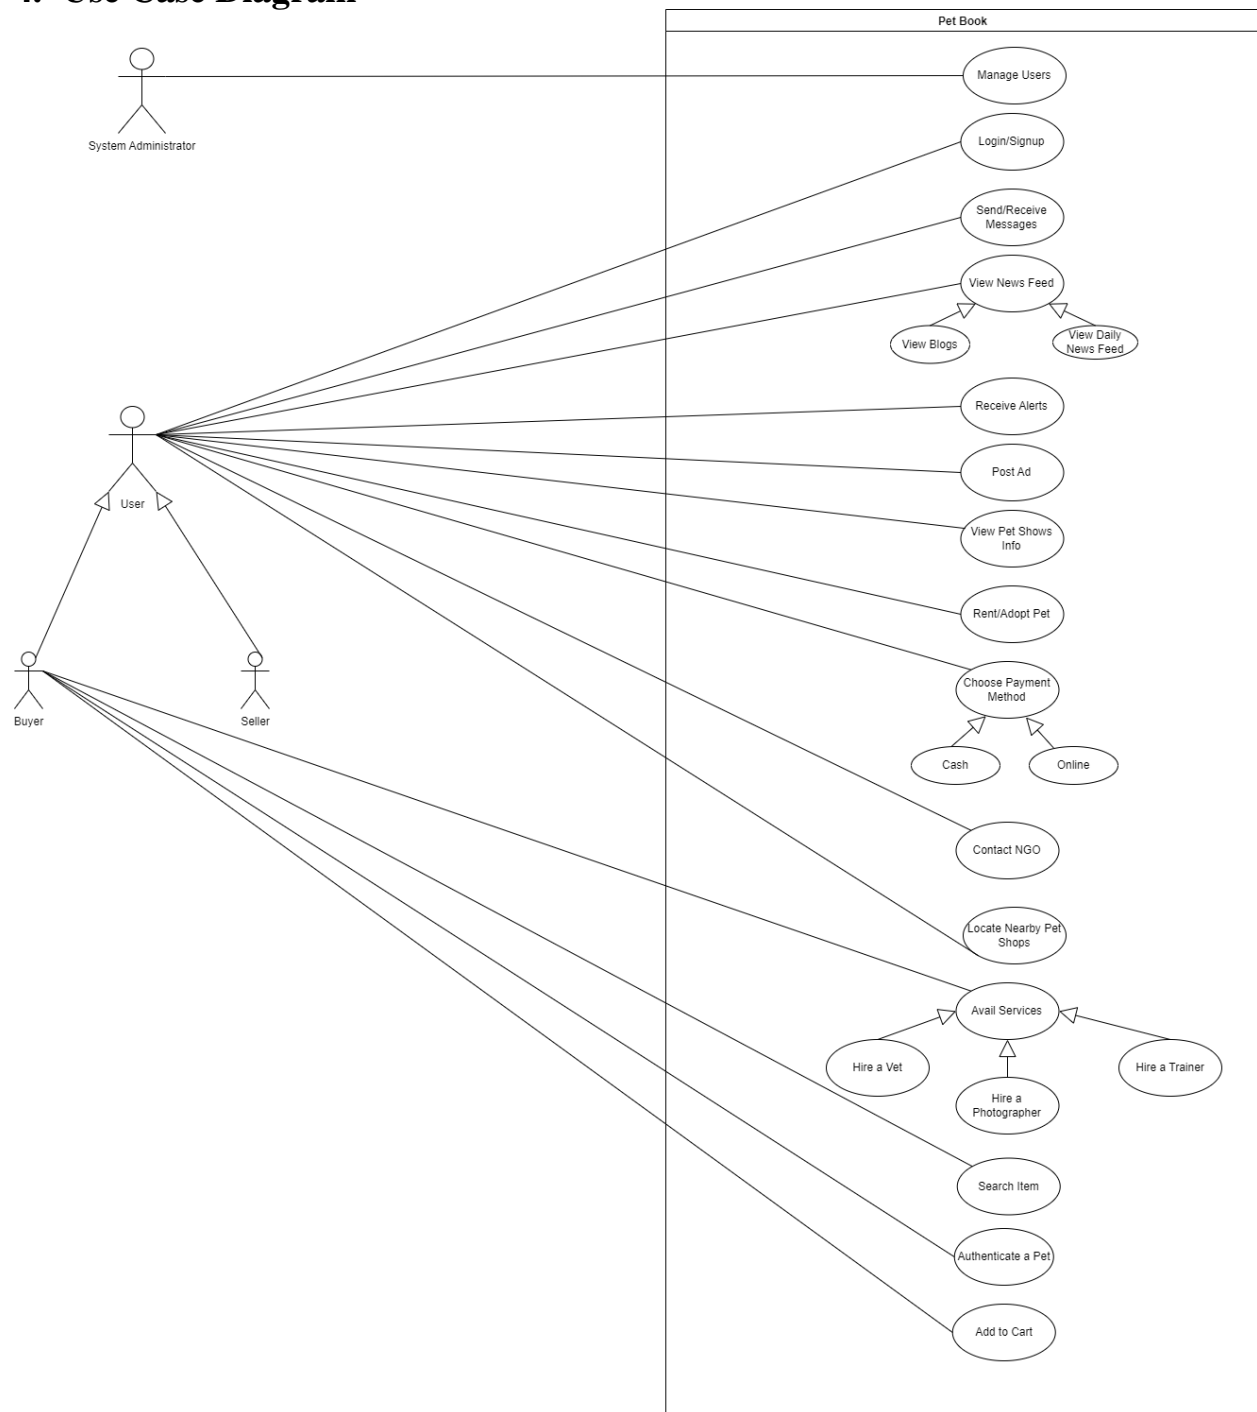 4. Use Case Diagram
Pet Book
Manage Users
System Administrator
Login/Signup
Send/Receive
Messages
View News Feed
View Blogs
View Daily
News Feed
Receive Alerts
Post Ad
User
View Pet Shows
Info
Rent/Adopt Pet
Choose Payment
Method
Buyer
Seller
Cash
Online
Contact NGO
Locate Nearby Pet
Shops
Avail Services
Hire a Vet
Hire a Trainer
Hire a
Photographer
Search Item
Authenticate a Pet
Add to Cart